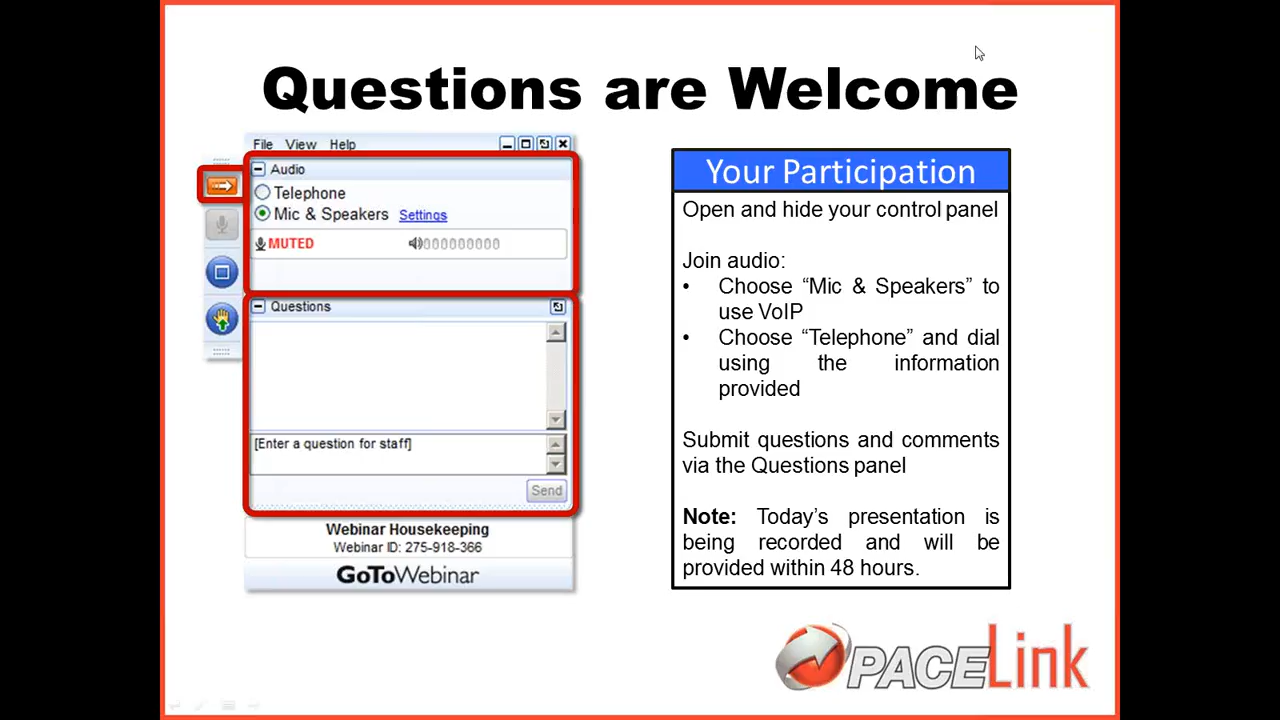 Questions are Welcome
File View Help
Audio
Telephone
Mic & Speakers Settings
MUTED 000000000
Questions
[Enter a question for staff]
Send
Webinar Housekeeping
Webinar ID: 275-918-366
GoToWebinar
Your Participation
Open and hide your control panel
Join audio:
• Choose “Mic & Speakers” to
use VoIP
• Choose “Telephone” and dial
using the information
provided
Submit questions and comments
via the Questions panel
Note: Today’s presentation is
being recorded and will be
provided within 48 hours.
PACELink